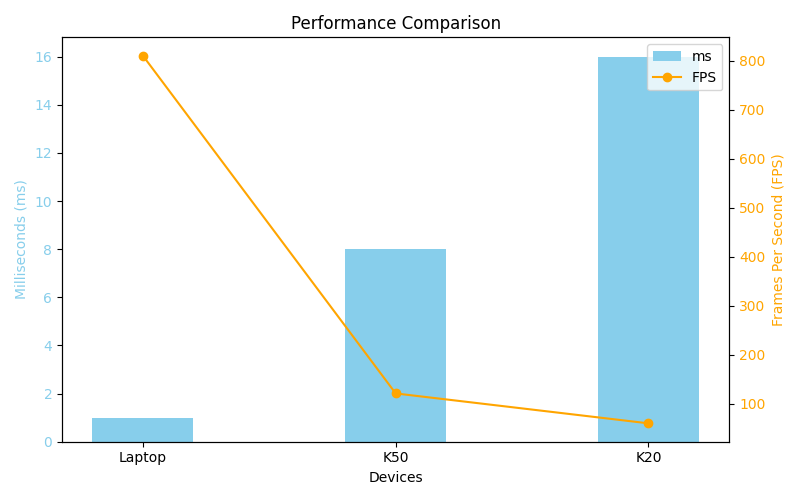 Performance Comparison
16
14
12
10
8
6
4
2
0
Milliseconds (ms)
ms
FPS
800
700
600
500
400
300
200
100
Frames Per Second (FPS)
Laptop K50 K20
Devices